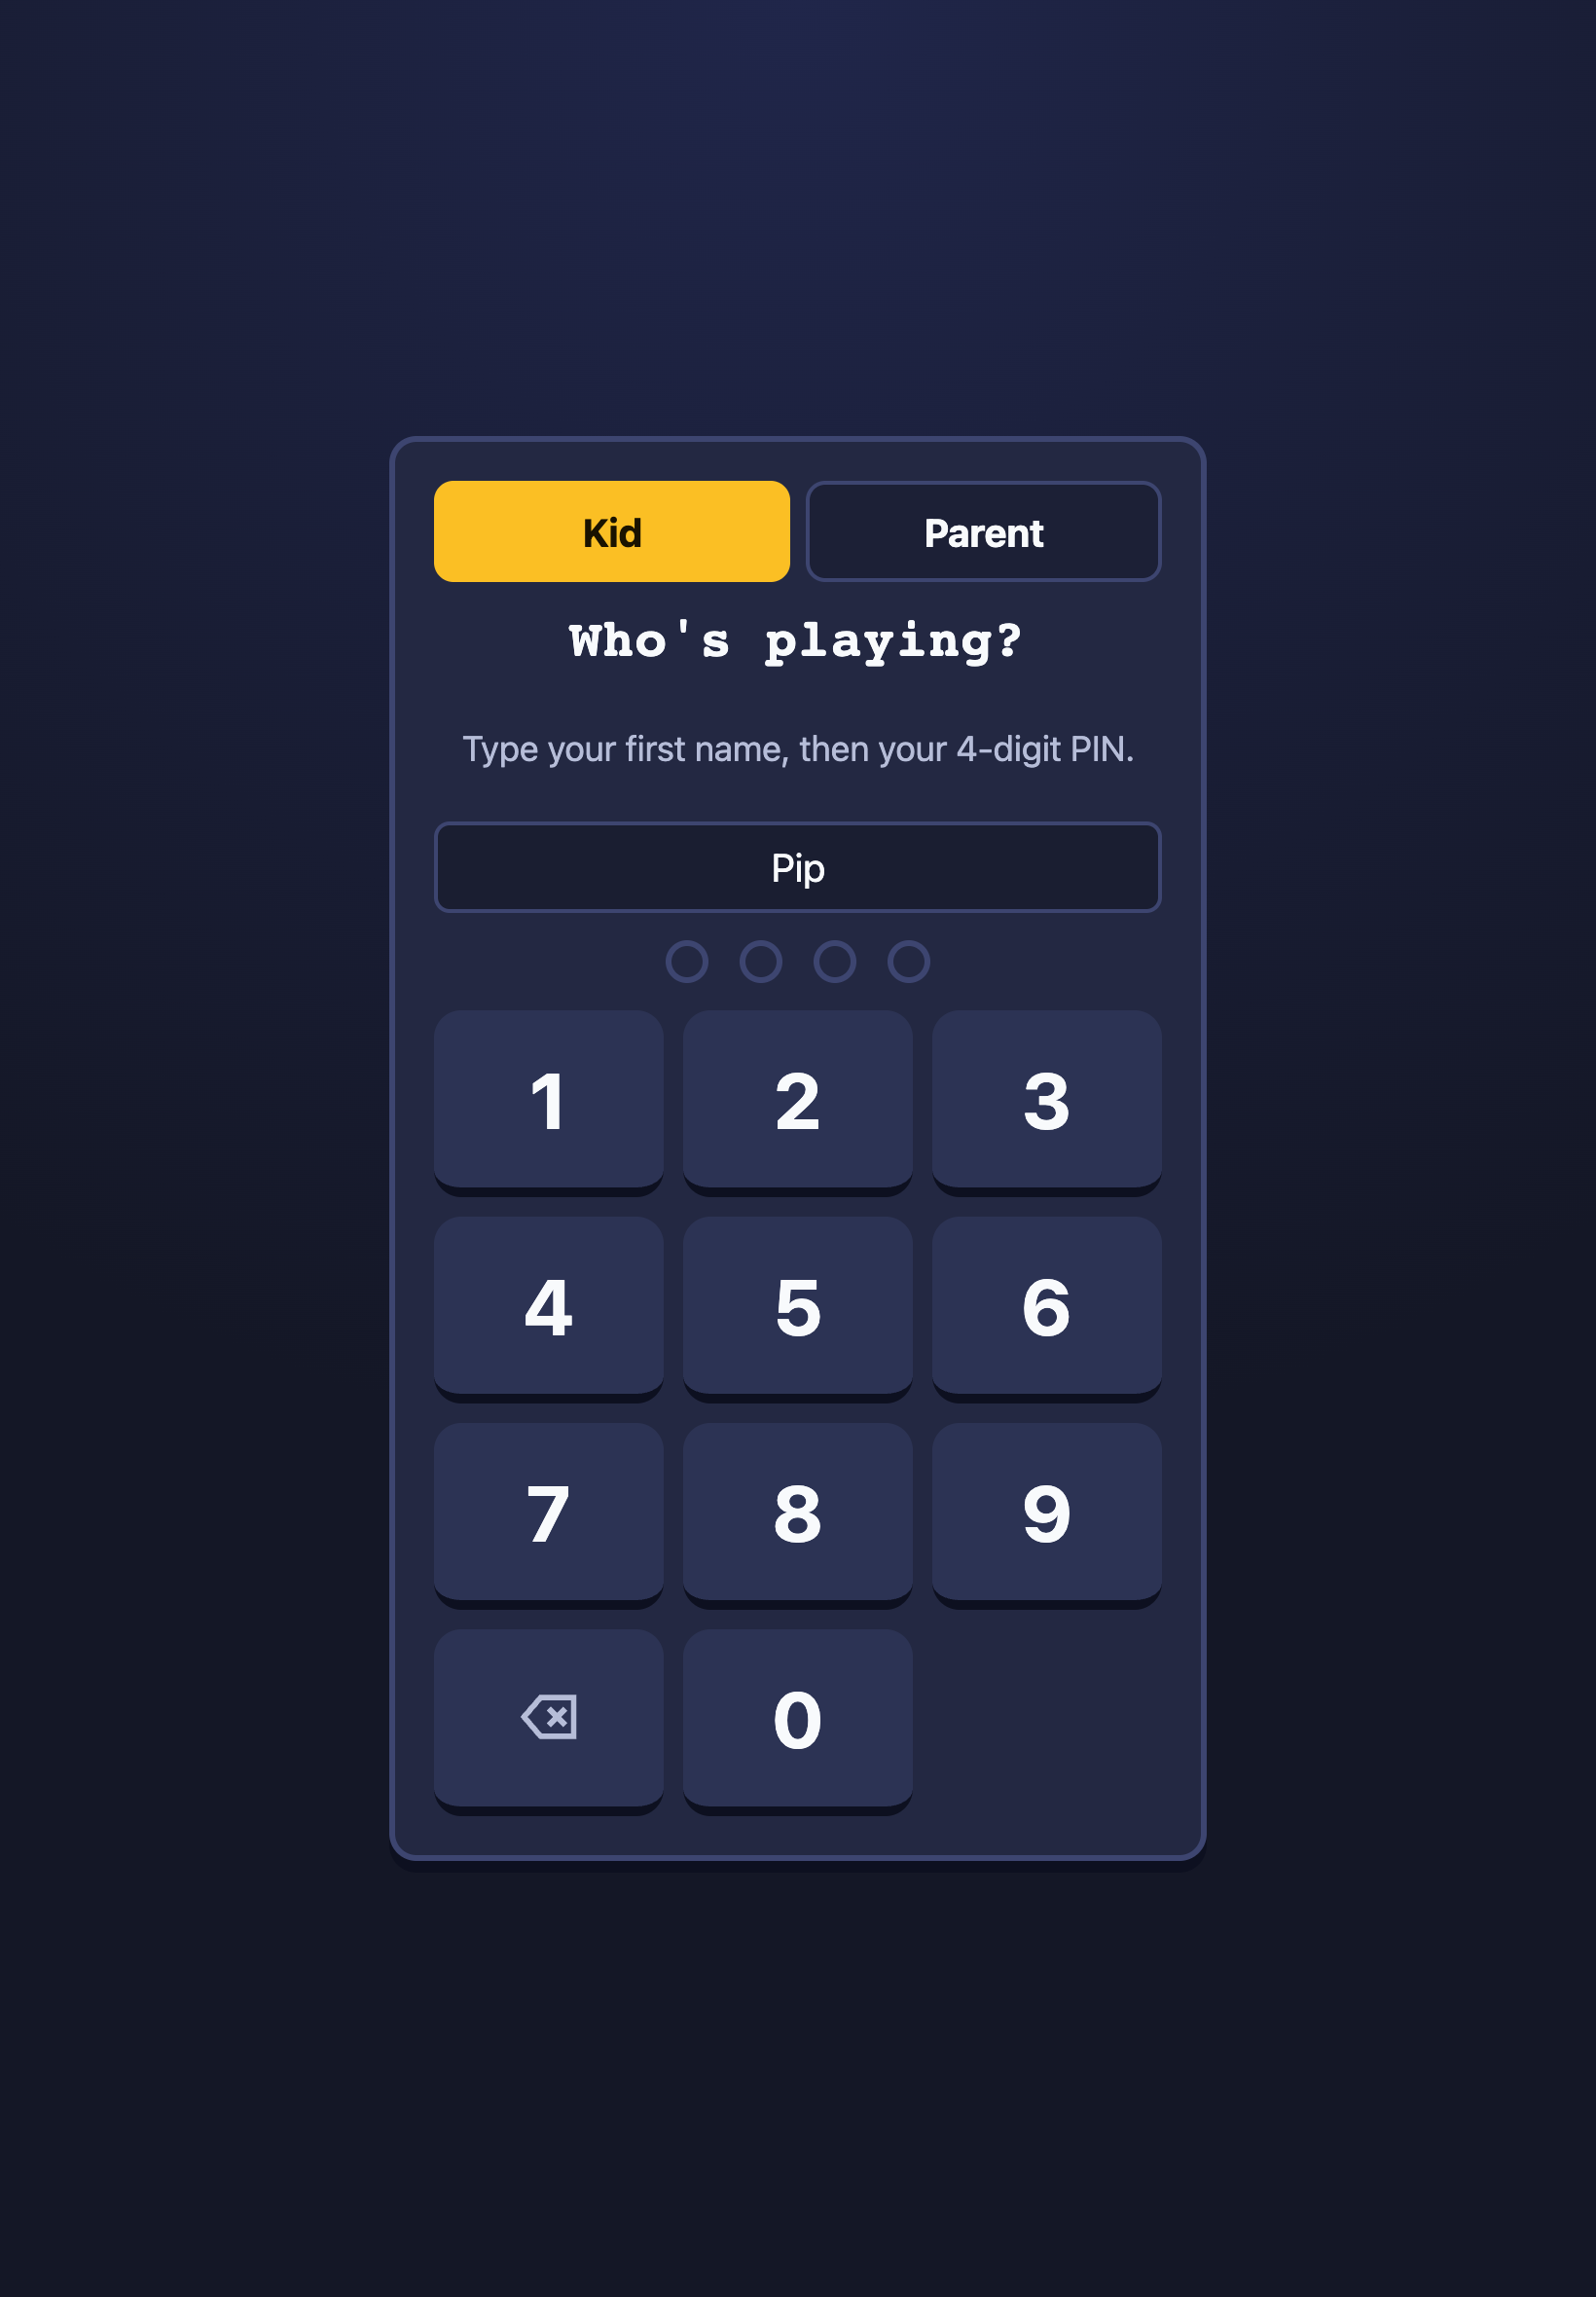 Kid Parent
Who's playing?
Type your first name, then your 4-digit PIN.
Pip
1 2 3
4 5 6
7 8 9
0